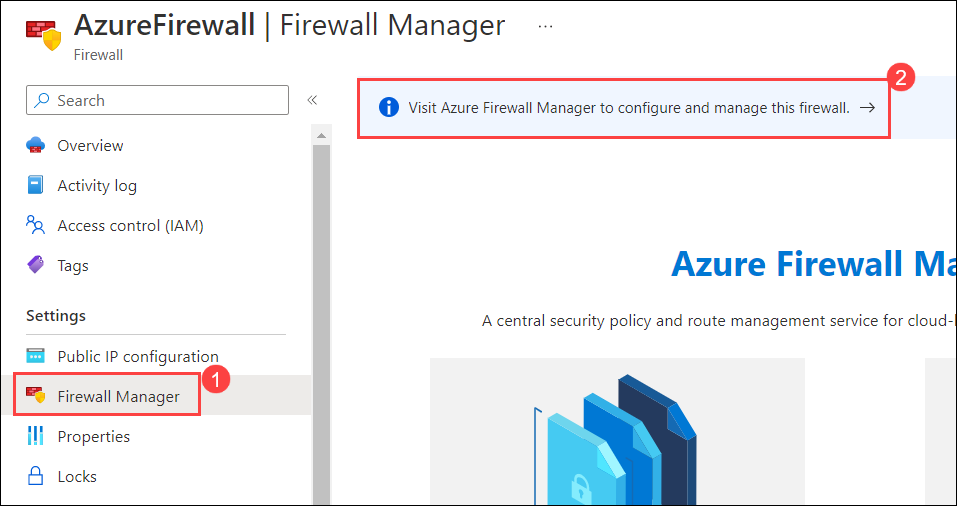 AzureFirewall | Firewall Manager ...
Firewall
Search
«
Overview
Activity log
Access control (IAM)
Tags
Settings
Public IP configuration
Firewall Manager
1
Properties
Locks
2
Visit Azure Firewall Manager to configure and manage this firewall. →
Azure Firewall Ma
A central security policy and route management service for cloud-